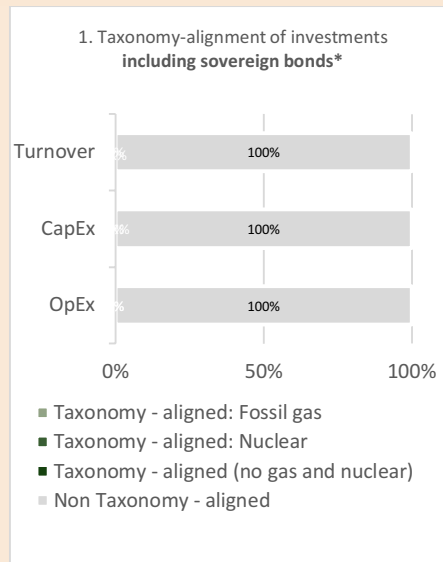 1. Taxonomy-alignment of investments
including sovereign bonds*
Turnover
100%
CapEx
100%
OpEx
100%
0% 50% 100%
Taxonomy - aligned: Fossil gas
Taxonomy - aligned: Nuclear
Taxonomy - aligned (no gas and nuclear)
Non Taxonomy - aligned